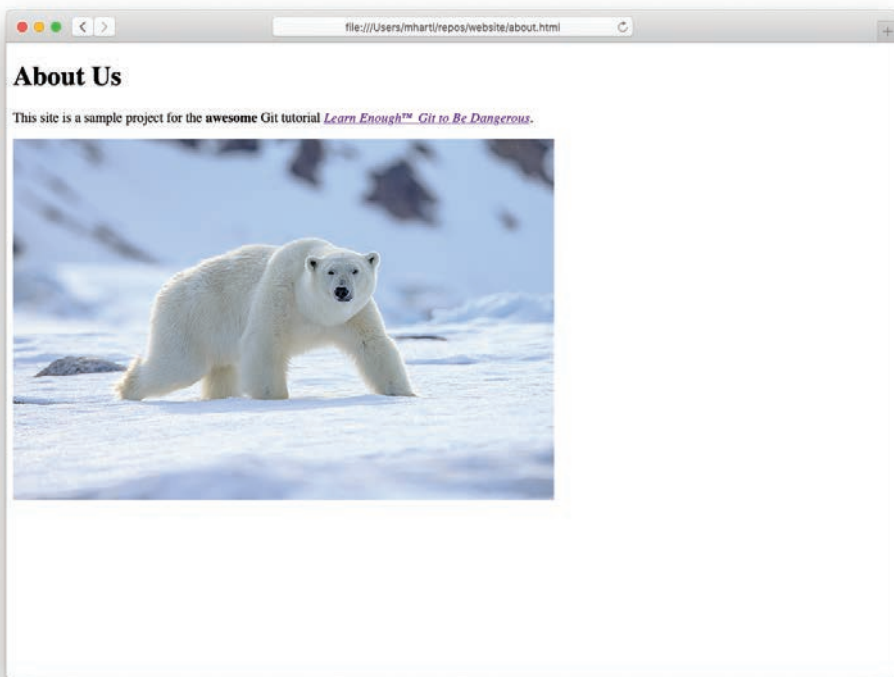 file:///Users/mhartl/repos/website/about.html
About Us
This site is a sample project for the awesome Git tutorial Learn Enough™ Git to Be Dangerous.